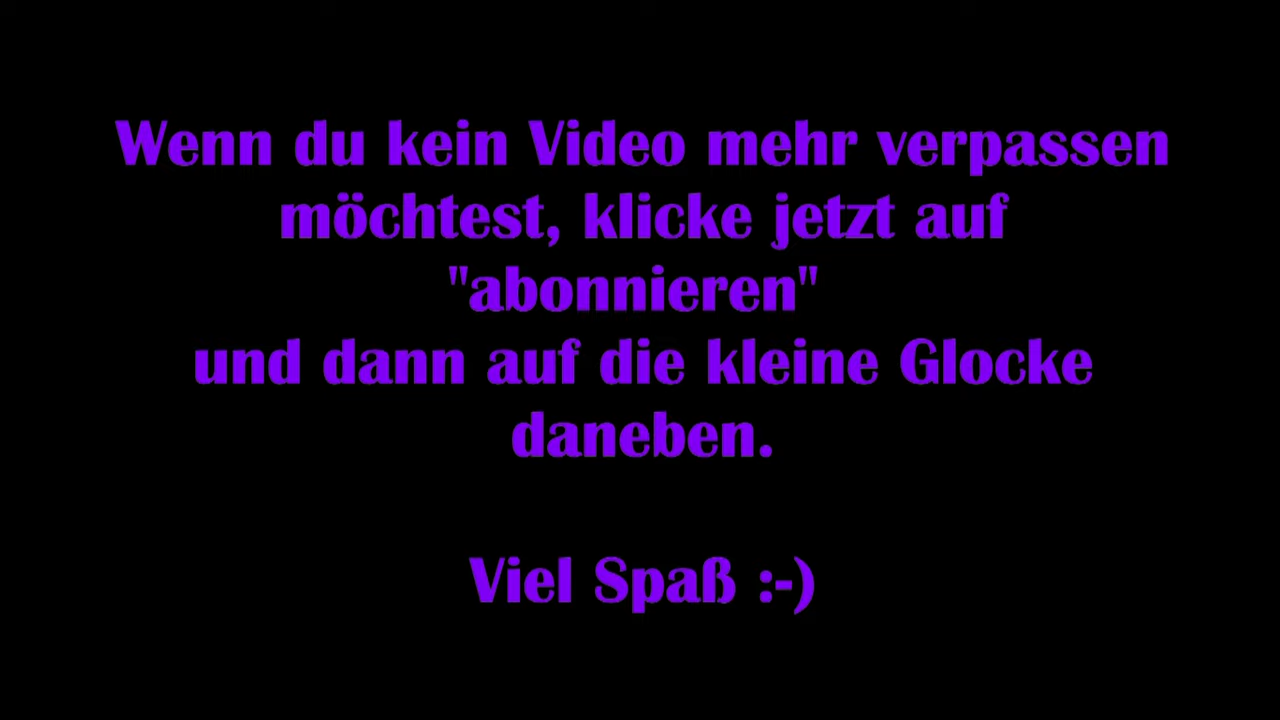 Wenn du kein Video mehr verpassen
möchtest, klicke jetzt auf
"abonnieren"
und dann auf die kleine Glocke
daneben.
Viel Spaß :-)